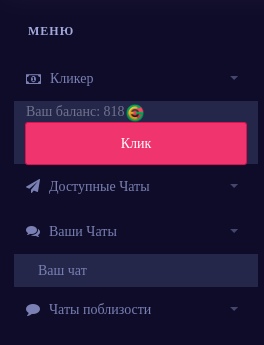 МЕНЮ
Кликер
Ваш баланс: 818
Клик
Доступные Чаты
Ваши Чаты
Ваш чат
Чаты поблизости